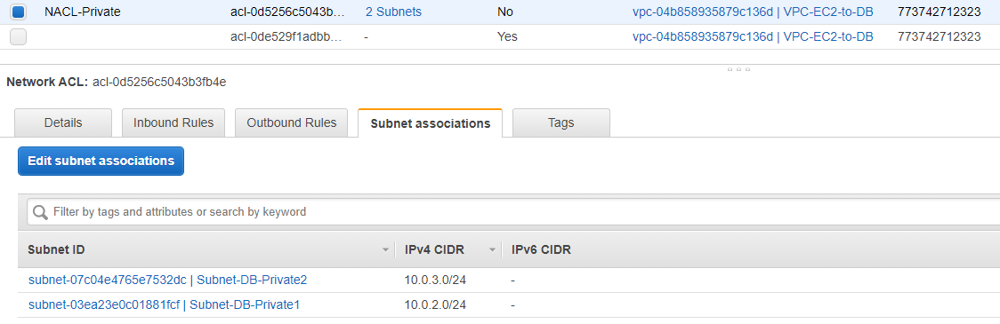 NACL-Private acl-0d5256c5043b... 2 Subnets No vpc-04b858935879c136d | VPC-EC2-to-DB 773742712323
acl-0de529f1adbb... - Yes vpc-04b858935879c136d | VPC-EC2-to-DB 773742712323
Network ACL: acl-0d5256c5043b3fb4e
Details Inbound Rules Outbound Rules Subnet associations Tags
Edit subnet associations
Filter by tags and attributes or search by keyword
Subnet ID IPv4 CIDR IPv6 CIDR
subnet-07c04e4765e7532dc | Subnet-DB-Private2 10.0.3.0/24 -
subnet-03ea23e0c01881fcf | Subnet-DB-Private1 10.0.2.0/24 -